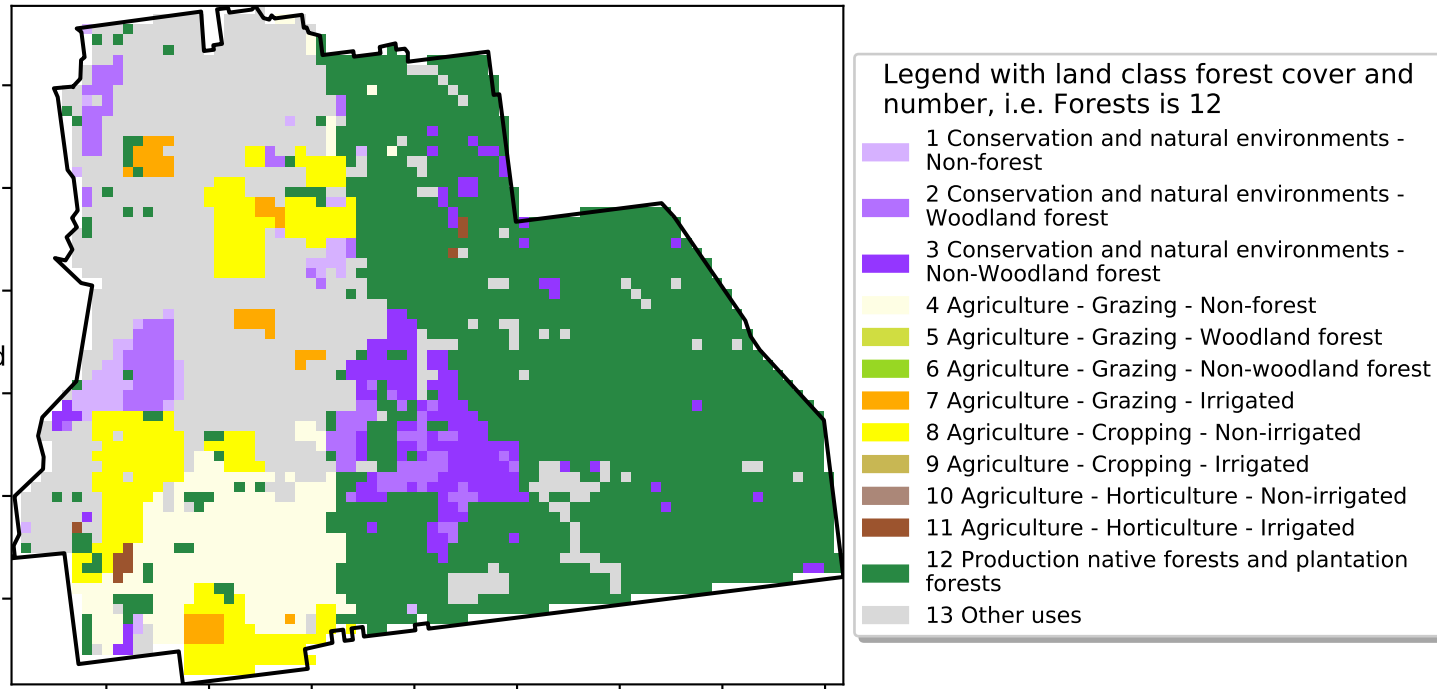 d
Legend with land class forest cover and
number, i.e. Forests is 12
1 Conservation and natural environments -
Non-forest
2 Conservation and natural environments -
Woodland forest
3 Conservation and natural environments -
Non-Woodland forest
4 Agriculture - Grazing - Non-forest
5 Agriculture - Grazing - Woodland forest
6 Agriculture - Grazing - Non-woodland forest
7 Agriculture - Grazing - Irrigated
8 Agriculture - Cropping - Non-irrigated
9 Agriculture - Cropping - Irrigated
10 Agriculture - Horticulture - Non-irrigated
11 Agriculture - Horticulture - Irrigated
12 Production native forests and plantation
forests
13 Other uses